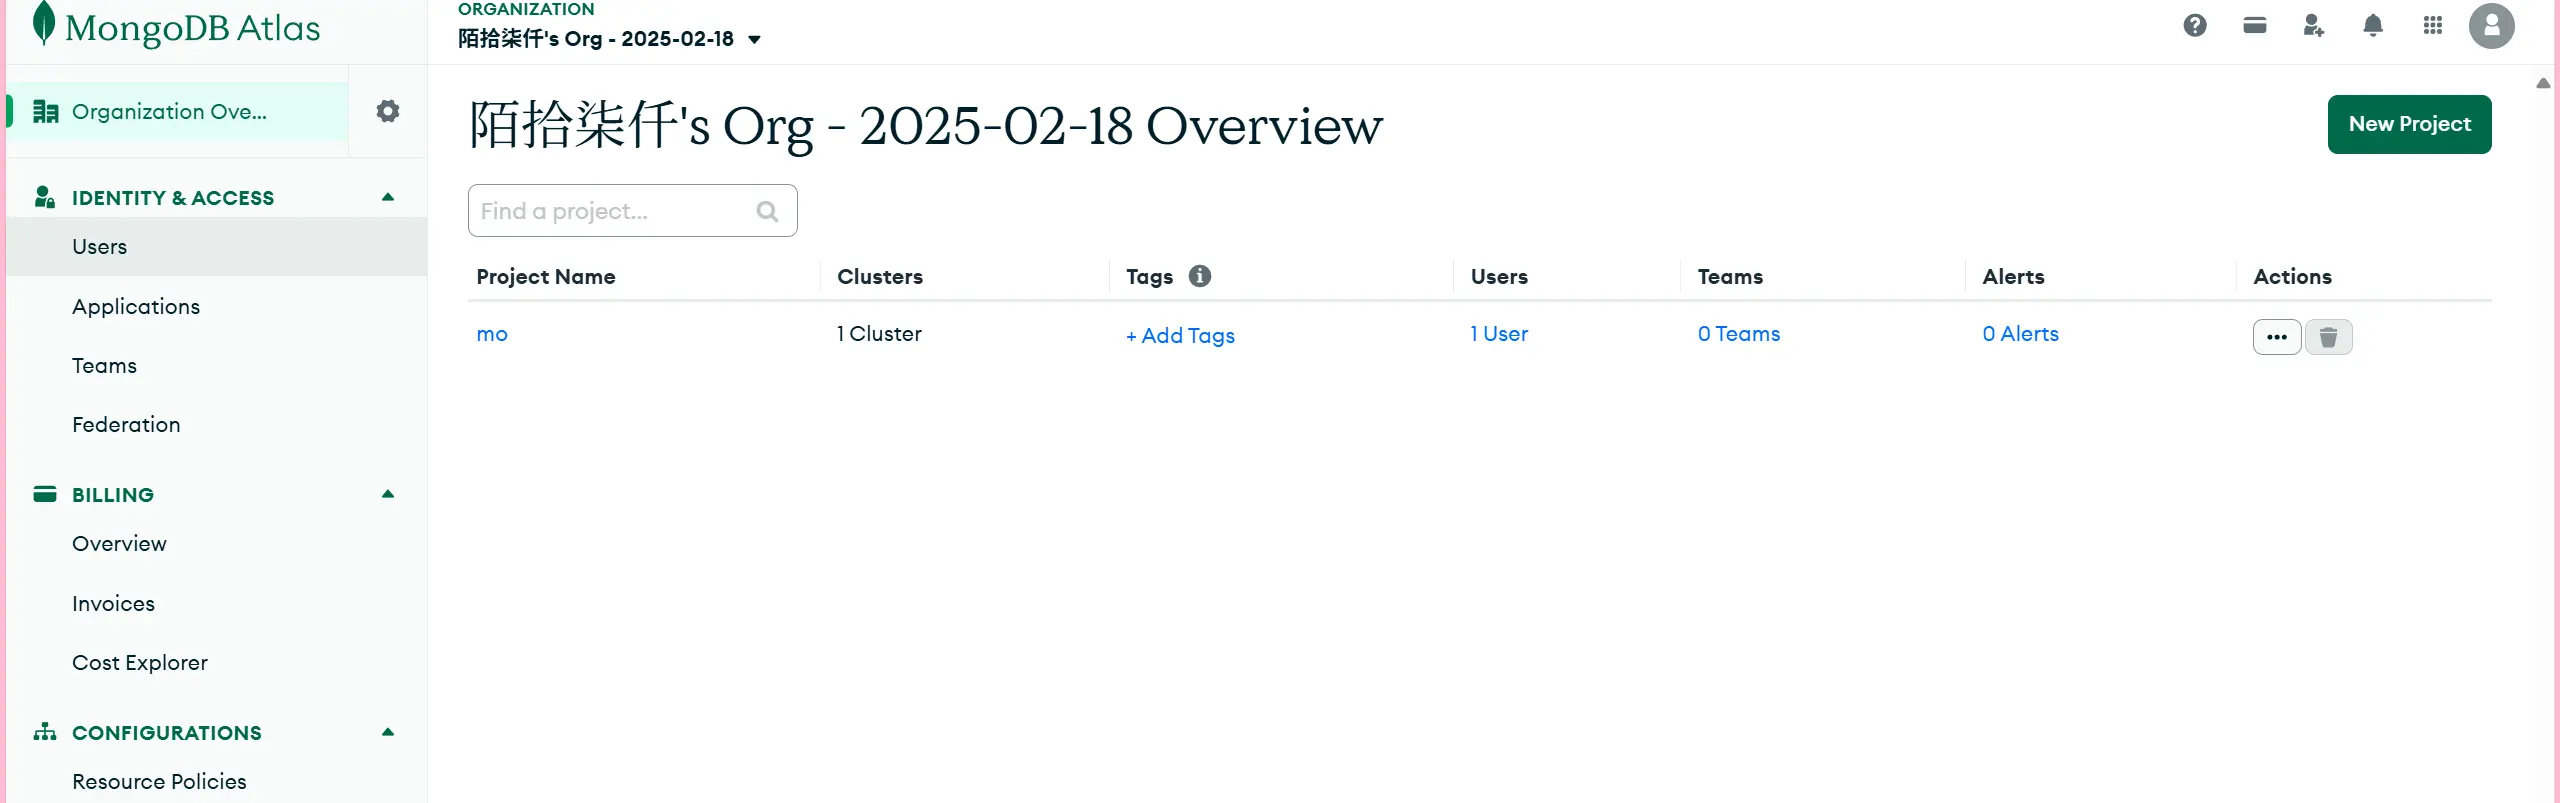 MongoDB Atlas
ORGANIZATION
陌拾柒仟's Org - 2025-02-18
Organization Ove...
IDENTITY & ACCESS
Users
Applications
Teams
Federation
BILLING
Overview
Invoices
Cost Explorer
CONFIGURATIONS
Resource Policies
陌拾柒仟's Org - 2025-02-18 Overview
New Project
Find a project...
Project Name Clusters Tags Users Teams Alerts Actions
mo 1 Cluster + Add Tags 1 User 0 Teams 0 Alerts